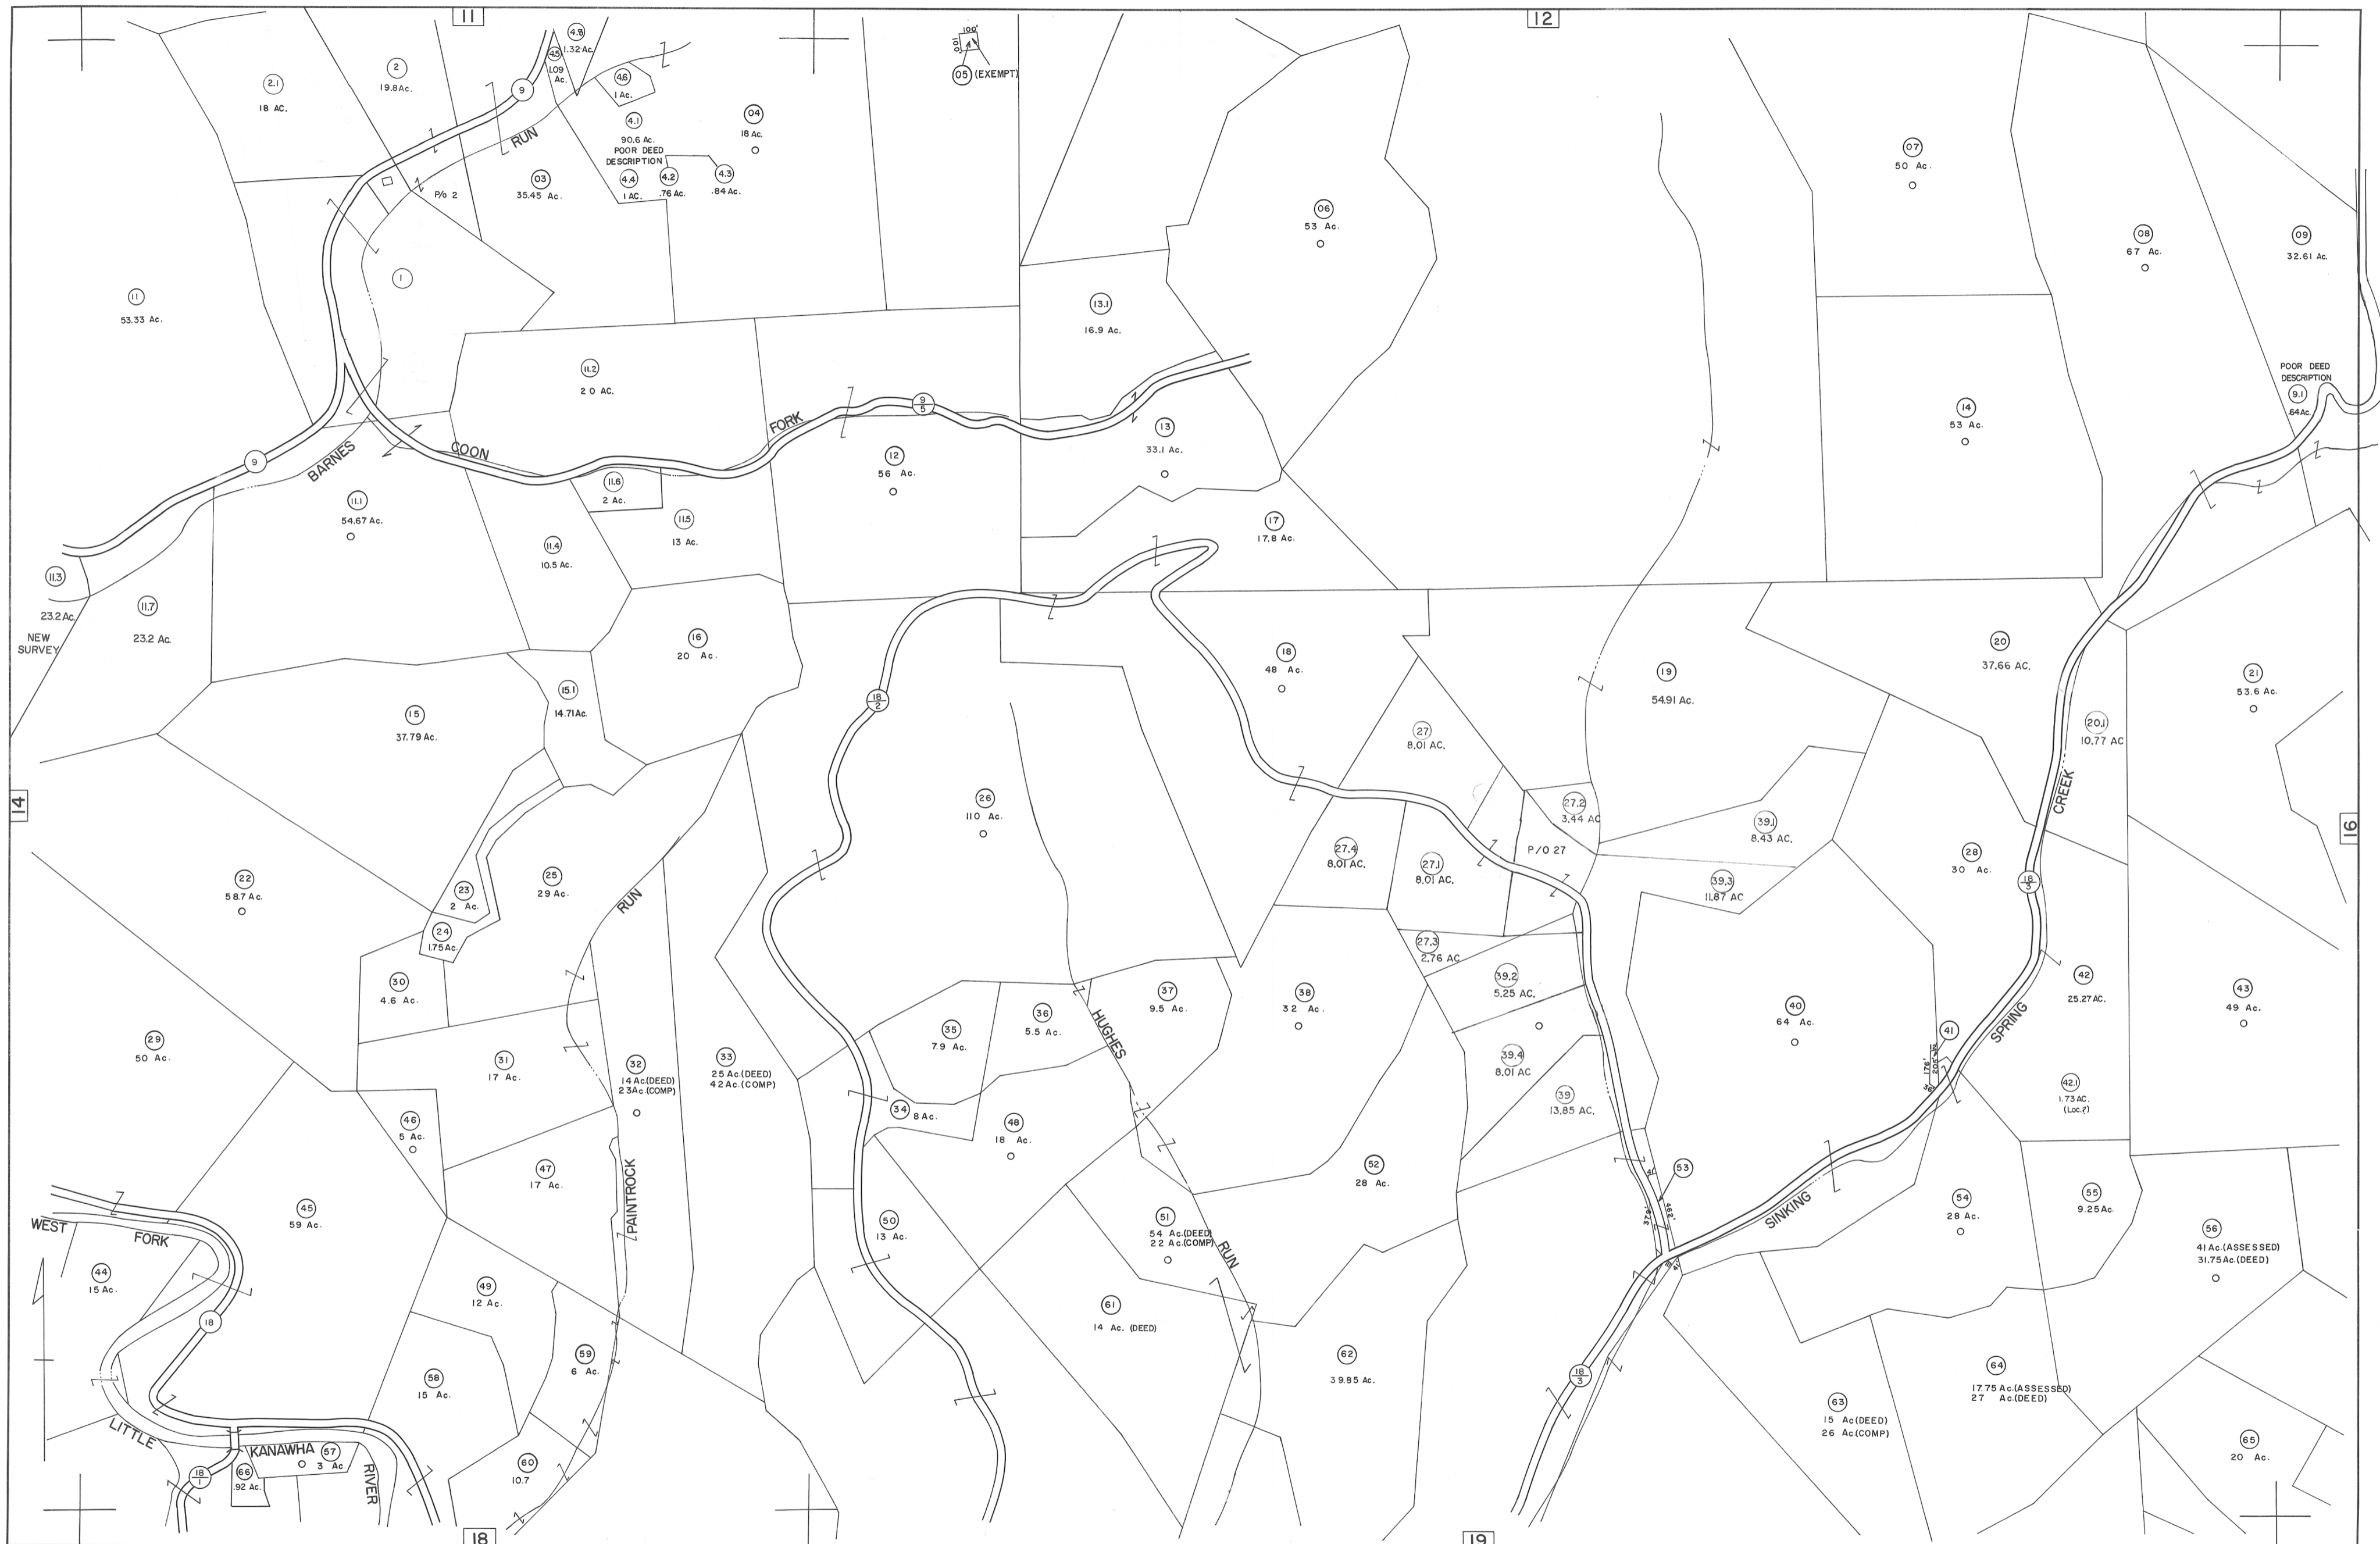 11
12
4.8
1.32 Ac.
4.5
1.09
Ac.
100'
100
05 (EXEMPT)
2
19.8 Ac.
2.1
18 AC.
9
4.6
1 Ac.
RUN
4.1
90.6 Ac.
POOR DEED
DESCRIPTION
04
18 Ac.
07
50 Ac.
03
35.45 Ac.
4.4
1 AC.
4.2
.76 Ac.
4.3
.84 Ac.
P/o 2
06
53 Ac.
08
67 Ac.
09
32.61 Ac.
1
11
53.33 Ac.
13.1
16.9 Ac.
11.2
20 AC.
POOR DEED
DESCRIPTION
9.1
.64 Ac.
9
5
FORK
13
33.1 Ac.
14
53 Ac.
COON
BARNES
9
12
56 Ac.
11.6
2 Ac.
11.1
54.67 Ac.
11.5
13 Ac.
17
17.8 Ac.
11.4
10.5 Ac.
11.3
23.2 Ac.
NEW
SURVEY
11.7
23.2 Ac.
16
20 Ac.
18
48 Ac.
20
37.66 AC.
19
54.91 Ac.
21
53.6 Ac.
15.1
14.71 Ac.
18
2
15
37.79 Ac.
27
8.01 AC.
20.1
10.77 AC
14
26
110 Ac.
27.2
3.44 AC
CREEK
39.1
8.43 AC.
16
27.4
8.01 AC.
27.1
8.01 AC.
P/O 27
28
30 Ac.
22
58.7 Ac.
23
2 Ac.
25
29 Ac.
RUN
39.3
11.87 AC
18
3
24
1.75 Ac.
27.3
2.76 AC
30
4.6 Ac.
39.2
5.25 AC.
42
25.27 AC.
43
49 Ac.
37
9.5 Ac.
38
32 Ac.
36
5.5 Ac.
35
7.9 Ac.
HUGHES
40
64 Ac.
41
SPRING
29
50 Ac.
31
17 Ac.
32
14 Ac.(DEED)
23 Ac.(COMP)
33
25 Ac.(DEED)
42 Ac.(COMP)
39.4
8.01 AC
176'
42.1
1.73 AC.
(Loc.?)
39
13.85 AC.
34
8 Ac.
46
5 Ac.
48
18 Ac.
47
17 Ac.
PAINTROCK
52
28 Ac.
53
462'
SINKING
54
28 Ac.
55
9.25 Ac.
45
59 Ac.
50
13 Ac.
51
54 Ac.(DEED)
22 Ac.(COMP)
RUN
56
41 Ac.(ASSESSED)
31.75 Ac.(DEED)
WEST
FORK
44
15 Ac.
49
12 Ac.
61
14 Ac. (DEED)
18
59
6 Ac.
62
39.85 Ac.
58
15 Ac.
18
3
64
17.75 Ac.(ASSESSED)
27 Ac.(DEED)
63
15 Ac.(DEED)
26 Ac.(COMP)
LITTLE
KANAWHA
57
3 Ac
RIVER
60
10.7
65
20 Ac.
18
1
66
.92 Ac.
18
19